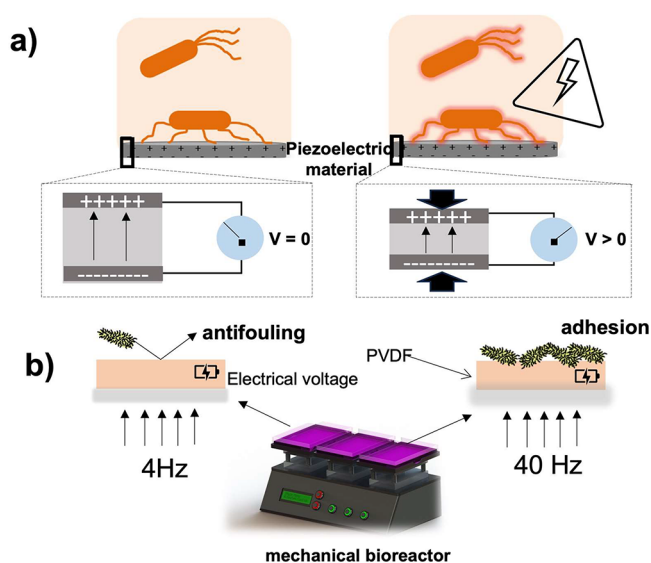 a)
Piezoelectric
material
+++++
-------------
V = 0
+++++
-------------
V > 0
b)
antifouling
Electrical voltage
4Hz
adhesion
PVDF
40 Hz
mechanical bioreactor